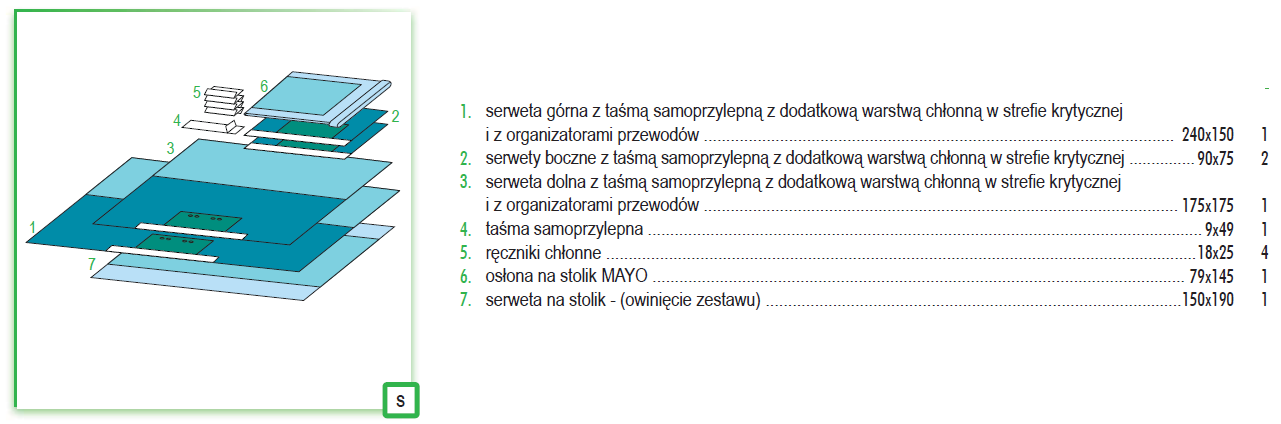 5
6
4
2
3
1
7
S
1. serweta górna z taśmą samoprzylepną z dodatkową warstwą chłonną w strefie krytycznej
i z organizatorami przewodów 240x150 1
2. serwety boczne z taśmą samoprzylepną z dodatkową warstwą chłonną w strefie krytycznej 90x75 2
3. serweta dolna z taśmą samoprzylepną z dodatkową warstwą chłonną w strefie krytycznej
i z organizatorami przewodów 175x175 1
4. taśma samoprzylepna 9x49 1
5. ręczniki chłonne 18x25 4
6. osłona na stolik MAYO 79x145 1
7. serweta na stolik - (owinięcie zestawu) 150x190 1